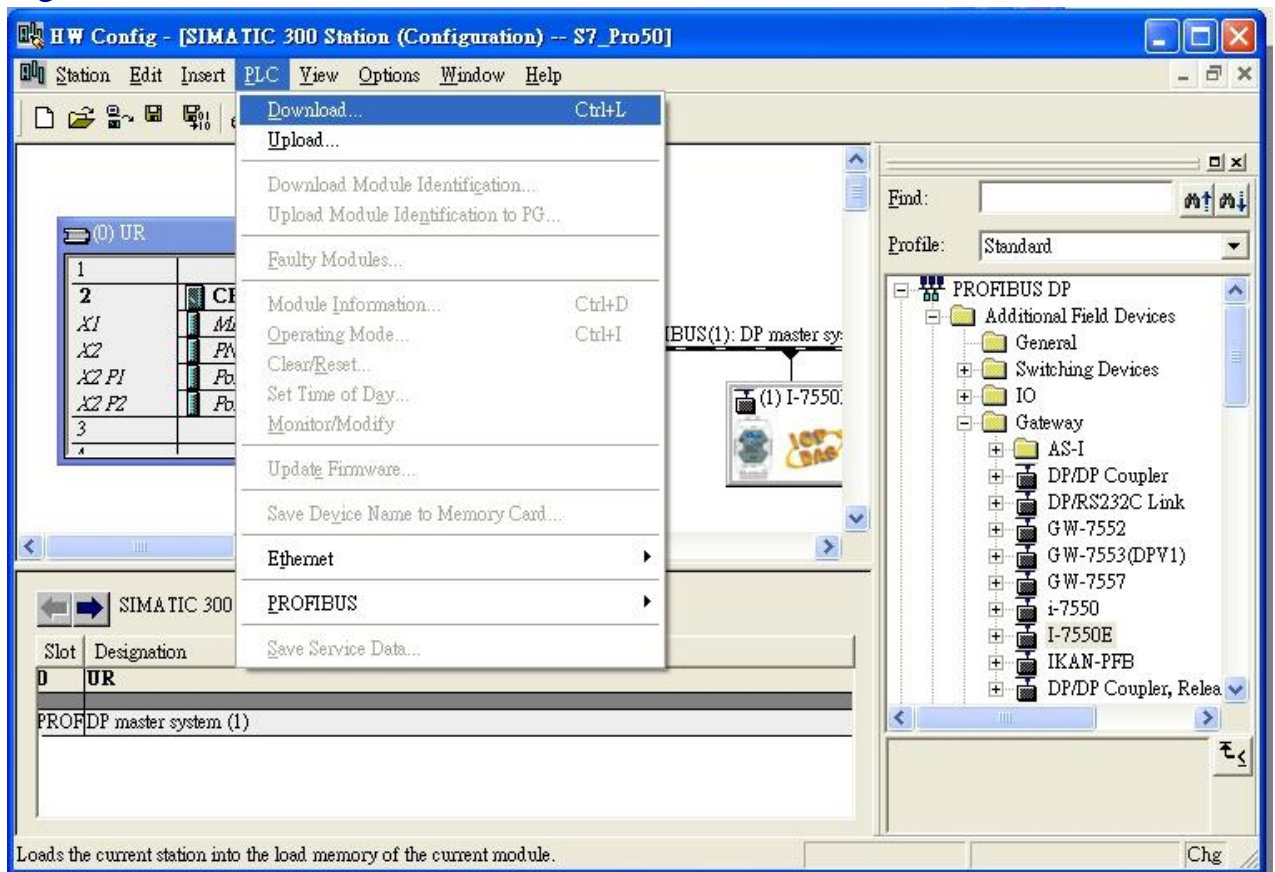 HW Config - [SIMATIC 300 Station (Configuration) -- S7_Pro50]
Station Edit Insert PLC View Options Window Help
Download... Ctrl+L
Upload...
Download Module Identification...
Upload Module Identification to PG...
Faulty Modules...
Module Information... Ctrl+D
Operating Mode... Ctrl+I
Clear/Reset...
Set Time of Day...
Monitor/Modify
Update Firmware...
Save Device Name to Memory Card...
Ethernet
PROFIBUS
Save Service Data...
(0) UR
1
2
X1
X2
X2 P1
X2 P2
3
IBUS(1): DP master sy
(1) I-7550
ICP
DAS
Find:
Profile: Standard
PROFIBUS DP
Additional Field Devices
General
Switching Devices
IO
Gateway
AS-I
DP/DP Coupler
DP/RS232C Link
GW-7552
GW-7553(DPV1)
GW-7557
i-7550
I-7550E
IKAN-PFB
DP/DP Coupler, Relea
SIMATIC 300
Slot Designation
0 UR
PROF DP master system (1)
Loads the current station into the load memory of the current module.
Chg